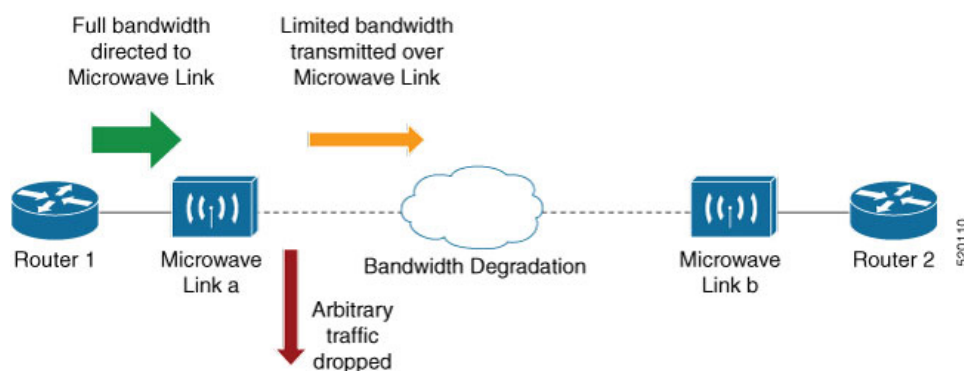 Full bandwidth
directed to
Microwave Link
Limited bandwidth
transmitted over
Microwave Link
Router 1
Microwave
Link a
Bandwidth Degradation
Microwave
Link b
Router 2
520110
Arbitrary
traffic
dropped